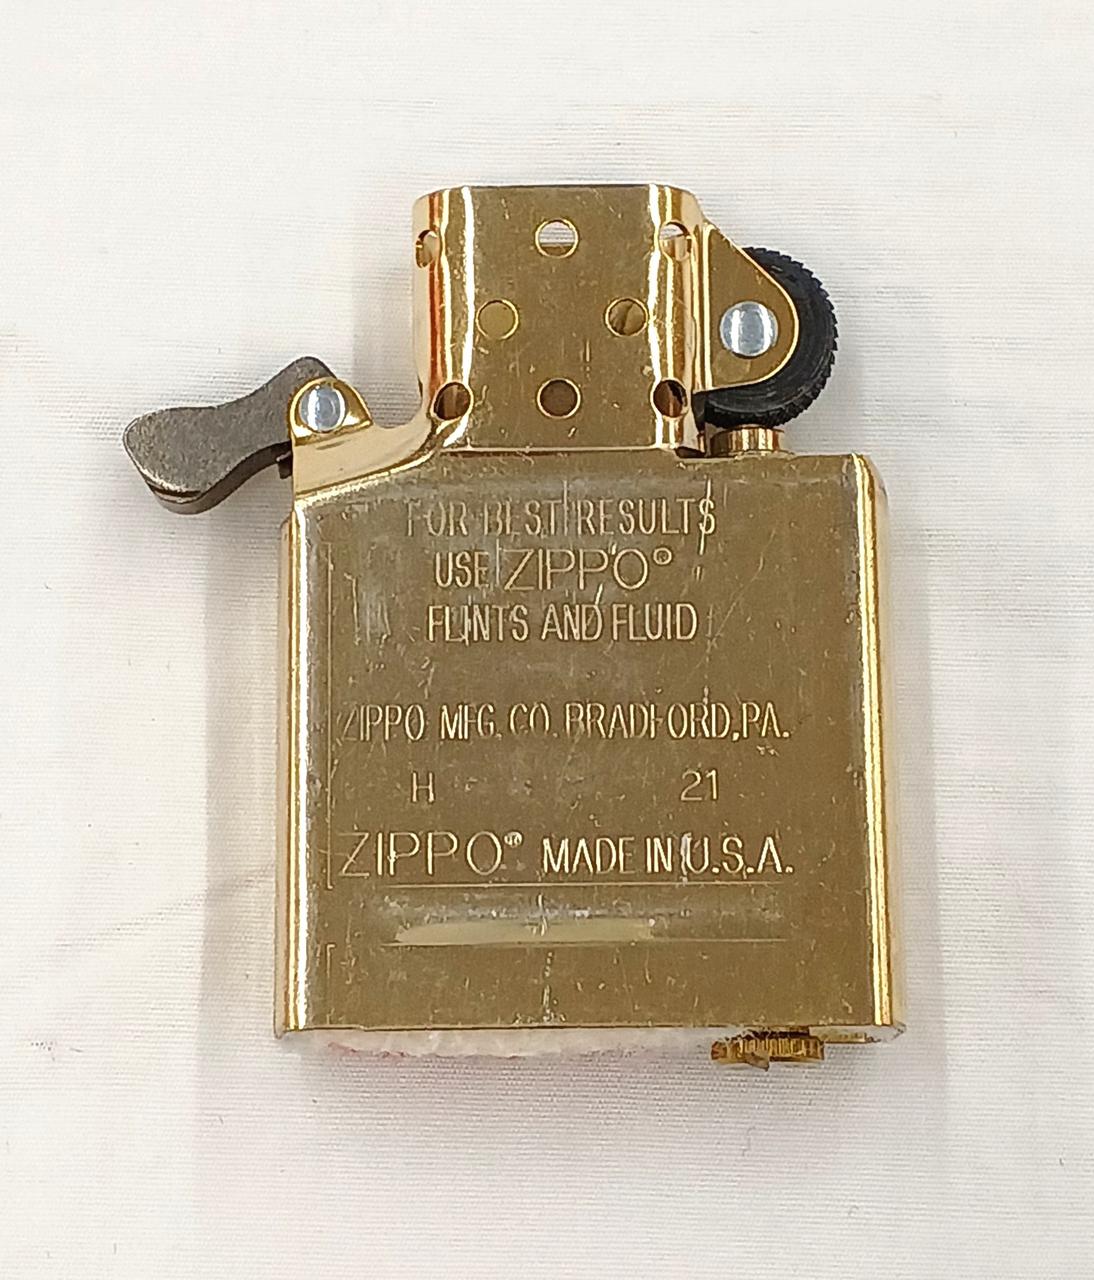 FOR BEST RESULTS
USE ZIPPO®
FLINTS AND FLUID
ZIPPO MFG. CO. BRADFORD, PA.
H 21
ZIPPO® MADE IN U.S.A.